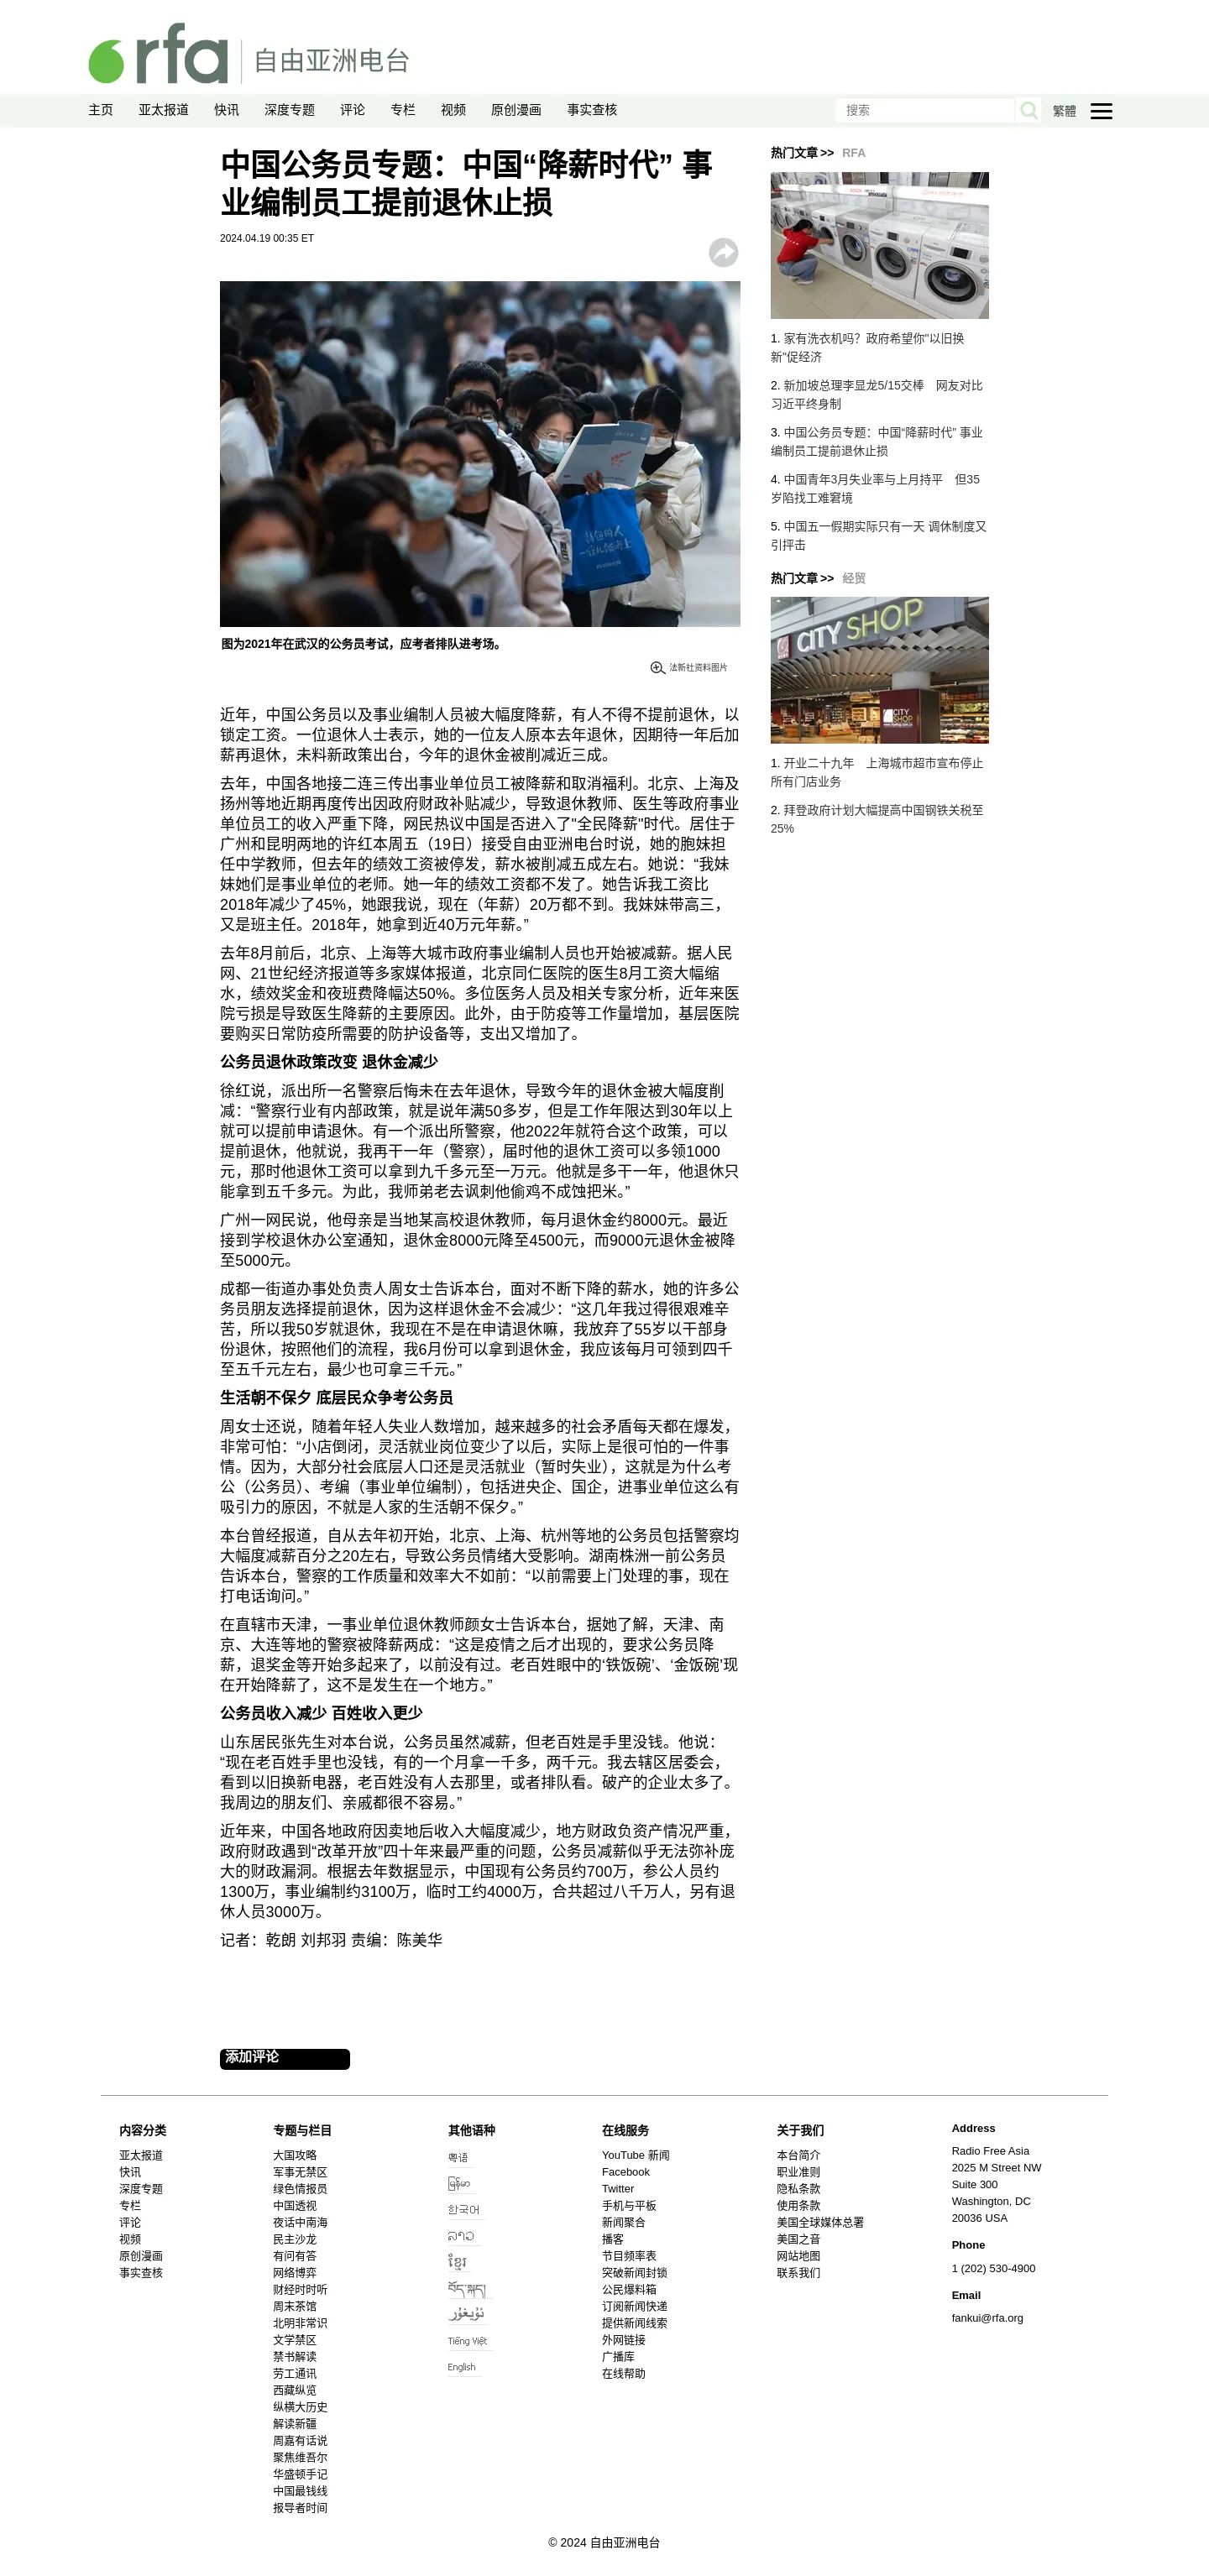 rfa 自由亚洲电台
主页 亚太报道 快讯 深度专题 评论 专栏 视频 原创漫画 事实查核 搜索 繁體
中国公务员专题：中国“降薪时代” 事
业编制员工提前退休止损
2024.04.19 00:35 ET
图为2021年在武汉的公务员考试，应考者排队进考场。
法新社资料图片
近年，中国公务员以及事业编制人员被大幅度降薪，有人不得不提前退休，以
锁定工资。一位退休人士表示，她的一位友人原本去年退休，因期待一年后加
薪再退休，未料新政策出台，今年的退休金被削减近三成。
去年，中国各地接二连三传出事业单位员工被降薪和取消福利。北京、上海及
扬州等地近期再度传出因政府财政补贴减少，导致退休教师、医生等政府事业
单位员工的收入严重下降，网民热议中国是否进入了"全民降薪"时代。居住于
广州和昆明两地的许红本周五（19日）接受自由亚洲电台时说，她的胞妹担
任中学教师，但去年的绩效工资被停发，薪水被削减五成左右。她说：“我妹
妹她们是事业单位的老师。她一年的绩效工资都不发了。她告诉我工资比
2018年减少了45%，她跟我说，现在（年薪）20万都不到。我妹妹带高三，
又是班主任。2018年，她拿到近40万元年薪。”
去年8月前后，北京、上海等大城市政府事业编制人员也开始被减薪。据人民
网、21世纪经济报道等多家媒体报道，北京同仁医院的医生8月工资大幅缩
水，绩效奖金和夜班费降幅达50%。多位医务人员及相关专家分析，近年来医
院亏损是导致医生降薪的主要原因。此外，由于防疫等工作量增加，基层医院
要购买日常防疫所需要的防护设备等，支出又增加了。
公务员退休政策改变 退休金减少
徐红说，派出所一名警察后悔未在去年退休，导致今年的退休金被大幅度削
减：“警察行业有内部政策，就是说年满50多岁，但是工作年限达到30年以上
就可以提前申请退休。有一个派出所警察，他2022年就符合这个政策，可以
提前退休，他就说，我再干一年（警察），届时他的退休工资可以多领1000
元，那时他退休工资可以拿到九千多元至一万元。他就是多干一年，他退休只
能拿到五千多元。为此，我师弟老去讽刺他偷鸡不成蚀把米。”
广州一网民说，他母亲是当地某高校退休教师，每月退休金约8000元。最近
接到学校退休办公室通知，退休金8000元降至4500元，而9000元退休金被降
至5000元。
成都一街道办事处负责人周女士告诉本台，面对不断下降的薪水，她的许多公
务员朋友选择提前退休，因为这样退休金不会减少：“这几年我过得很艰难辛
苦，所以我50岁就退休，我现在不是在申请退休嘛，我放弃了55岁以干部身
份退休，按照他们的流程，我6月份可以拿到退休金，我应该每月可领到四千
至五千元左右，最少也可拿三千元。”
生活朝不保夕 底层民众争考公务员
周女士还说，随着年轻人失业人数增加，越来越多的社会矛盾每天都在爆发，
非常可怕：“小店倒闭，灵活就业岗位变少了以后，实际上是很可怕的一件事
情。因为，大部分社会底层人口还是灵活就业（暂时失业），这就是为什么考
公（公务员）、考编（事业单位编制），包括进央企、国企，进事业单位这么有
吸引力的原因，不就是人家的生活朝不保夕。”
本台曾经报道，自从去年初开始，北京、上海、杭州等地的公务员包括警察均
大幅度减薪百分之20左右，导致公务员情绪大受影响。湖南株洲一前公务员
告诉本台，警察的工作质量和效率大不如前：“以前需要上门处理的事，现在
打电话询问。”
在直辖市天津，一事业单位退休教师颜女士告诉本台，据她了解，天津、南
京、大连等地的警察被降薪两成：“这是疫情之后才出现的，要求公务员降
薪，退奖金等开始多起来了，以前没有过。老百姓眼中的‘铁饭碗’、‘金饭碗’现
在开始降薪了，这不是发生在一个地方。”
公务员收入减少 百姓收入更少
山东居民张先生对本台说，公务员虽然减薪，但老百姓是手里没钱。他说：
“现在老百姓手里也没钱，有的一个月拿一千多，两千元。我去辖区居委会，
看到以旧换新电器，老百姓没有人去那里，或者排队看。破产的企业太多了。
我周边的朋友们、亲戚都很不容易。”
近年来，中国各地政府因卖地后收入大幅度减少，地方财政负资产情况严重，
政府财政遇到“改革开放”四十年来最严重的问题，公务员减薪似乎无法弥补庞
大的财政漏洞。根据去年数据显示，中国现有公务员约700万，参公人员约
1300万，事业编制约3100万，临时工约4000万，合共超过八千万人，另有退
休人员3000万。
记者：乾朗 刘邦羽 责编：陈美华
添加评论
热门文章 >> RFA
1. 家有洗衣机吗？政府希望你"以旧换
新"促经济
2. 新加坡总理李显龙5/15交棒　网友对比
习近平终身制
3. 中国公务员专题：中国“降薪时代” 事业
编制员工提前退休止损
4. 中国青年3月失业率与上月持平　但35
岁陷找工难窘境
5. 中国五一假期实际只有一天 调休制度又
引抨击
热门文章 >> 经贸
CITY SHOP
CITY
SHOP
1. 开业二十九年　上海城市超市宣布停止
所有门店业务
2. 拜登政府计划大幅提高中国钢铁关税至
25%
内容分类
亚太报道
快讯
深度专题
专栏
评论
视频
原创漫画
事实查核
专题与栏目
大国攻略
军事无禁区
绿色情报员
中国透视
夜话中南海
民主沙龙
有问有答
网络博弈
财经时时听
周末茶馆
北明非常识
文学禁区
禁书解读
劳工通讯
西藏纵览
纵横大历史
解读新疆
周嘉有话说
聚焦维吾尔
华盛顿手记
中国最钱线
报导者时间
其他语种
粤语
မြန်မာ
한국어
ລາວ
ខ្មែរ
བོད་སྐད།
ئۇيغۇر
Tiếng Việt
English
在线服务
YouTube 新闻
Facebook
Twitter
手机与平板
新闻聚合
播客
节目频率表
突破新闻封锁
公民爆料箱
订阅新闻快递
提供新闻线索
外网链接
广播库
在线帮助
关于我们
本台简介
职业准则
隐私条款
使用条款
美国全球媒体总署
美国之音
网站地图
联系我们
Address
Radio Free Asia
2025 M Street NW
Suite 300
Washington, DC
20036 USA
Phone
1 (202) 530-4900
Email
fankui@rfa.org
© 2024 自由亚洲电台